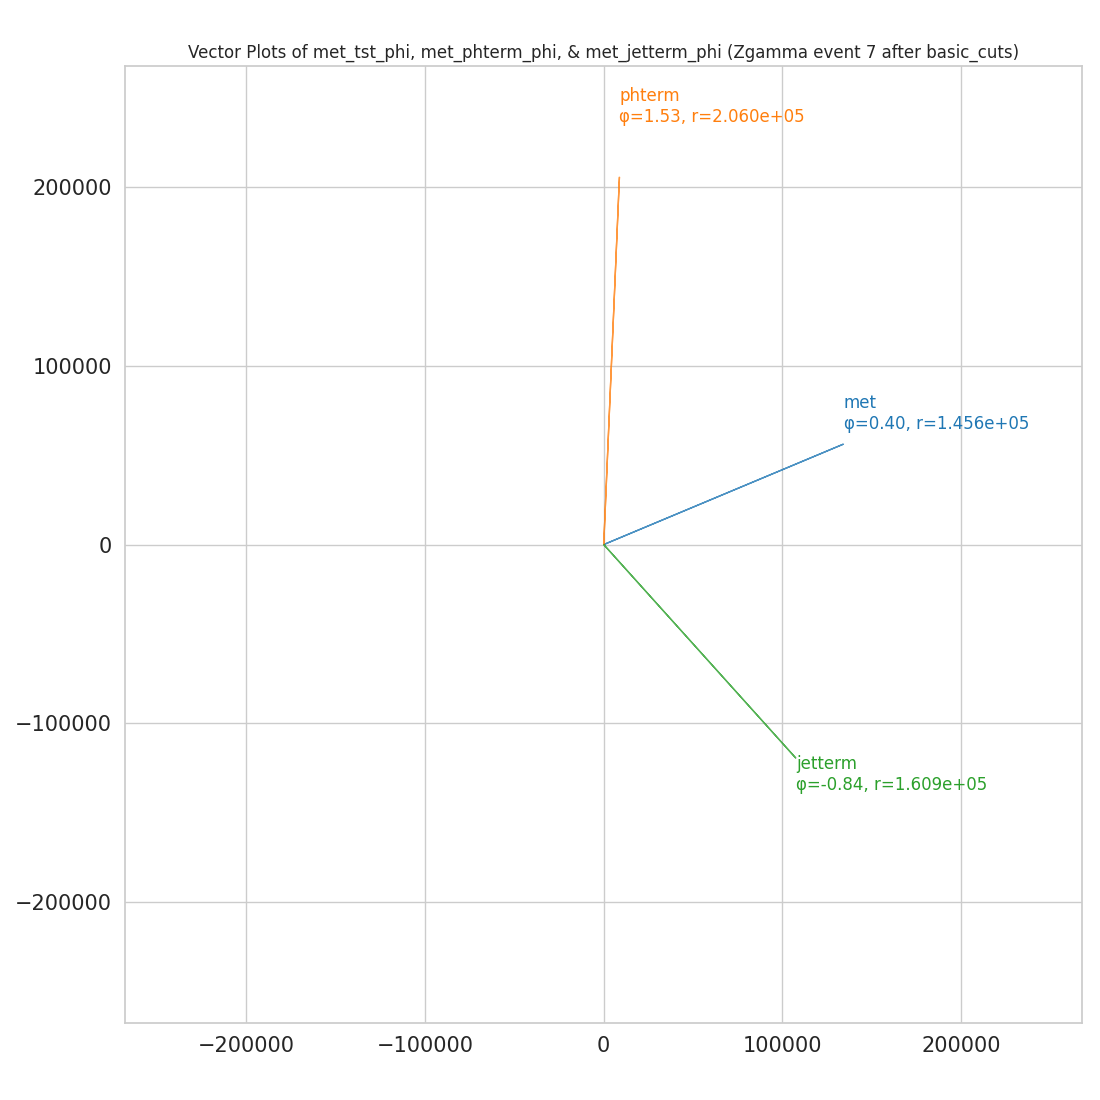 Vector Plots of met_tst_phi, met_phterm_phi, & met_jetterm_phi (Zgamma event 7 after basic_cuts)
phterm
φ=1.53, r=2.060e+05
200000
100000
met
φ=0.40, r=1.456e+05
0
−100000
jetterm
φ=-0.84, r=1.609e+05
−200000
−200000 −100000 0 100000 200000